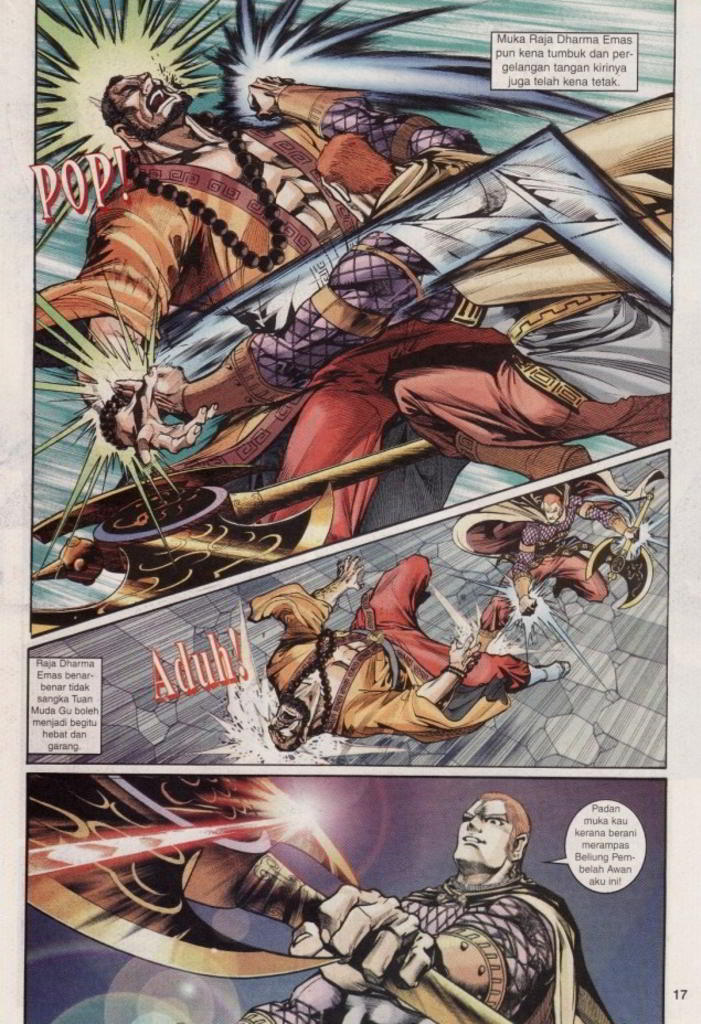 Muka Raja Dharma Emas
pun kena tumbuk dan per-
gelangan tangan kirinya
juga telah kena tetak.
POP!
Raja Dharma
Emas benar-
benar tidak
sangka Tuan
Muda Gu boleh
menjadi begitu
hebat dan
garang.
Aduh!
Padan
muka kau
kerana berani
merampas
Beliung Pem-
belah Awan
aku ini!
17